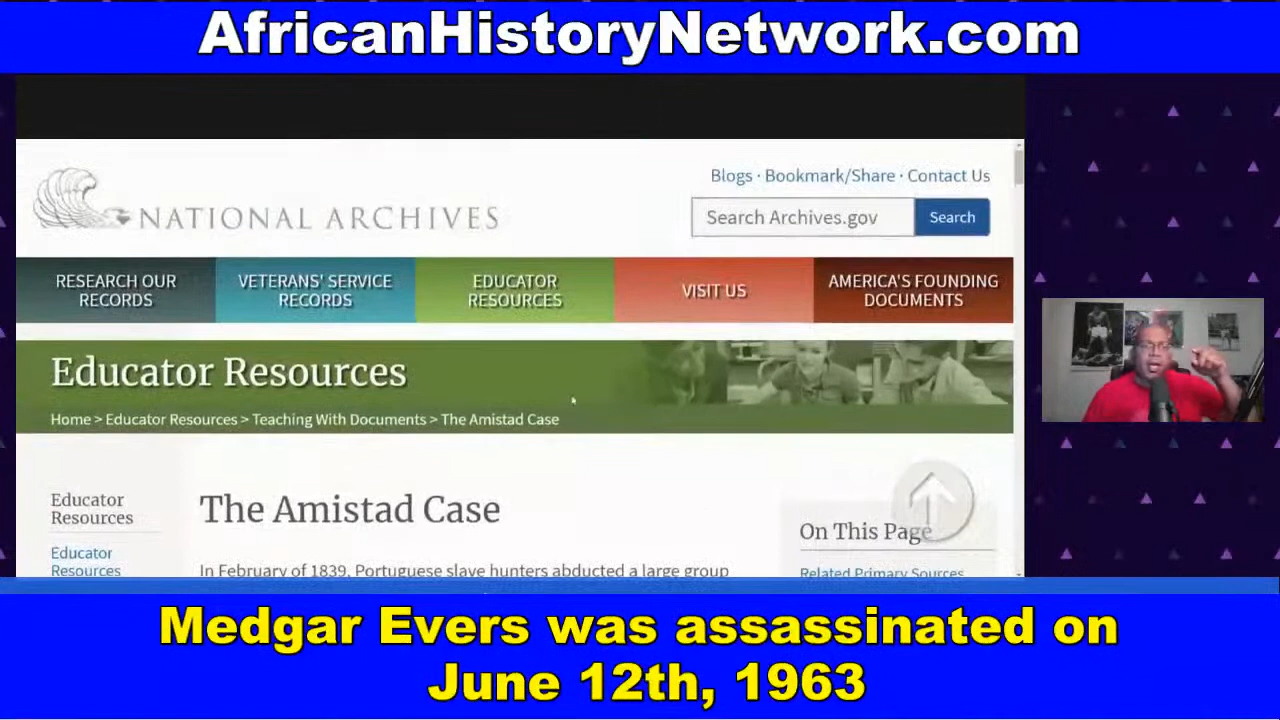 AfricanHistoryNetwork.com
NATIONAL ARCHIVES
Blogs · Bookmark/Share · Contact Us
Search Archives.gov
Search
RESEARCH OUR
RECORDS
VETERANS' SERVICE
RECORDS
EDUCATOR
RESOURCES
VISIT US
AMERICA'S FOUNDING
DOCUMENTS
Educator Resources
Home > Educator Resources > Teaching With Documents > The Amistad Case
Educator
Resources
Educator
Resources
The Amistad Case
In February of 1839, Portuguese slave hunters abducted a large group
On This Page
Related Primary Sources
Medgar Evers was assassinated on
June 12th, 1963